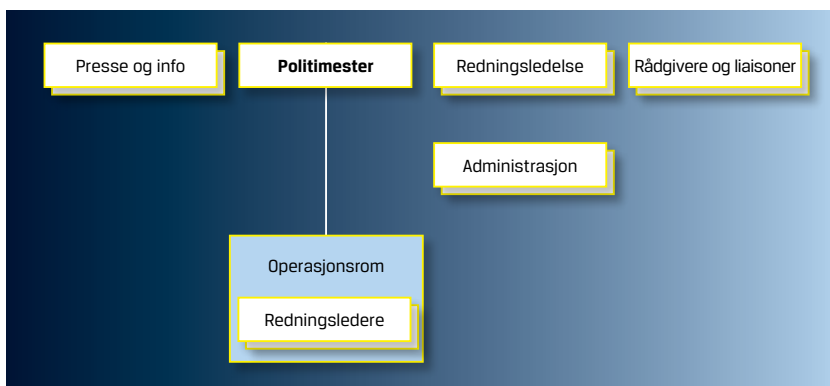 Presse og info
Politimester
Redningsledelse
Rådgivere og liaisoner
Administrasjon
Operasjonsrom
Redningsledere